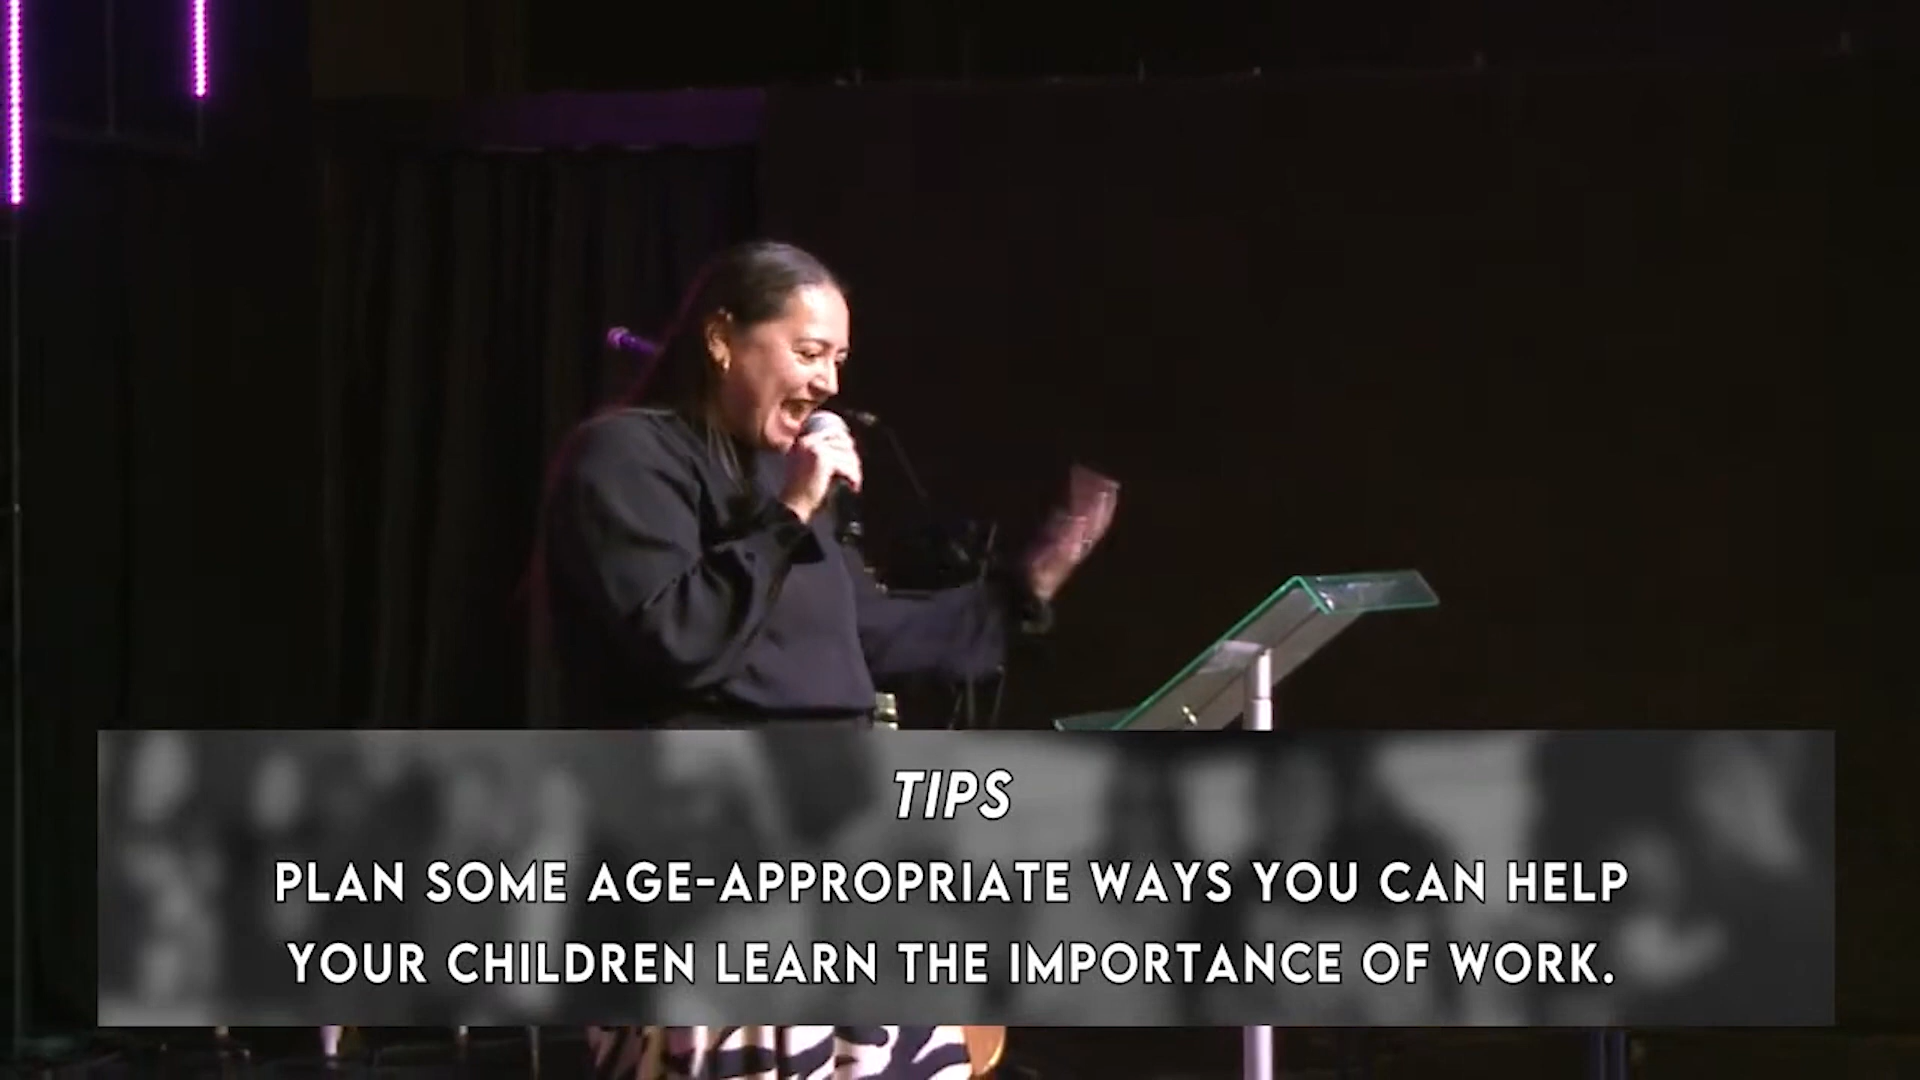 TIPS
PLAN SOME AGE-APPROPRIATE WAYS YOU CAN HELP
YOUR CHILDREN LEARN THE IMPORTANCE OF WORK.